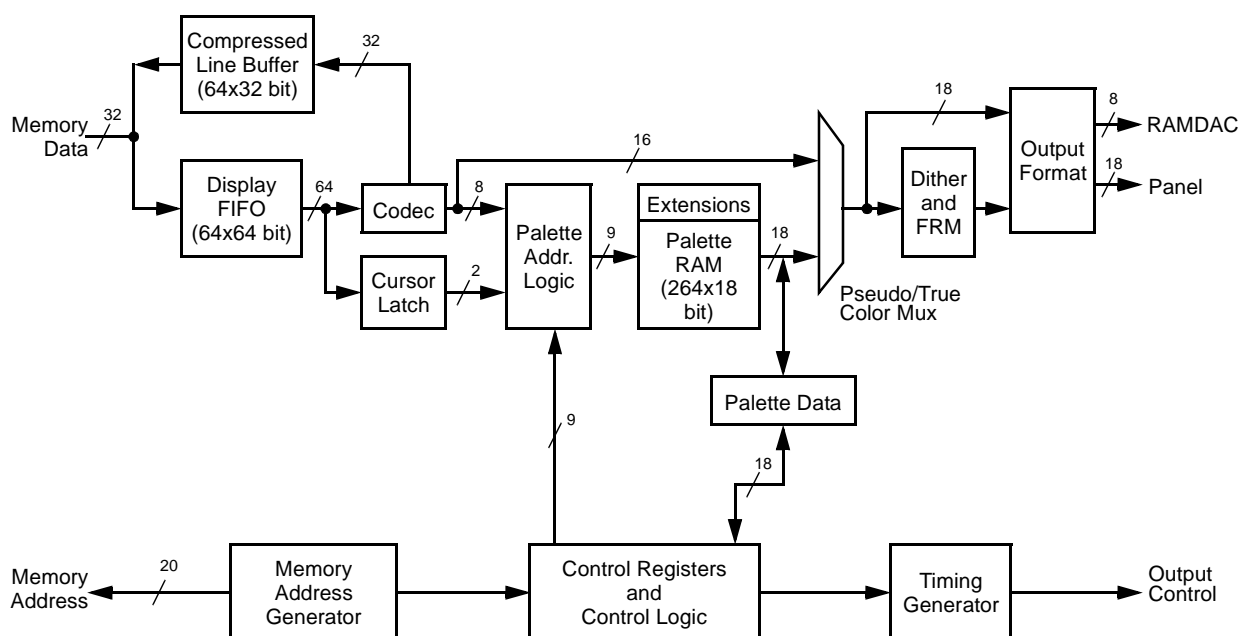 Compressed
Line Buffer
(64x32 bit)
32
32
Memory
Data
Display
FIFO
(64x64 bit)
64
Codec
8
16
Cursor
Latch
2
Palette
Addr.
Logic
9
Extensions
Palette
RAM
(264x18
bit)
18
Pseudo/True
Color Mux
18
Dither
and
FRM
Output
Format
8
RAMDAC
18
Panel
Palette Data
9
18
Memory
Address
20
Memory
Address
Generator
Control Registers
and
Control Logic
Timing
Generator
Output
Control